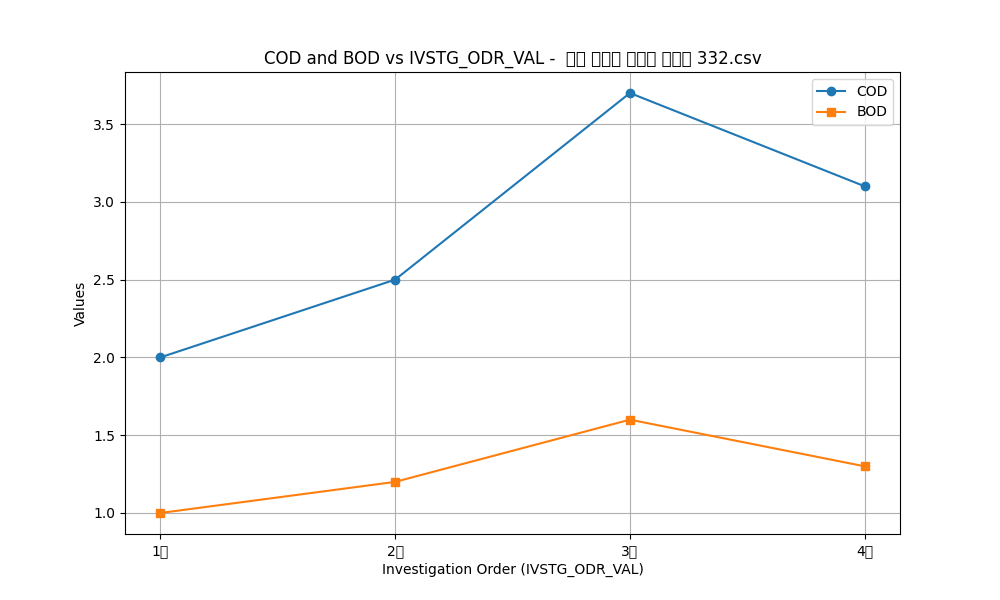 COD and BOD vs IVSTG_ODR_VAL - 332.csv
COD
BOD
3.5
3.0
2.5
2.0
1.5
1.0
Values
1
2
3
4
Investigation Order (IVSTG_ODR_VAL)